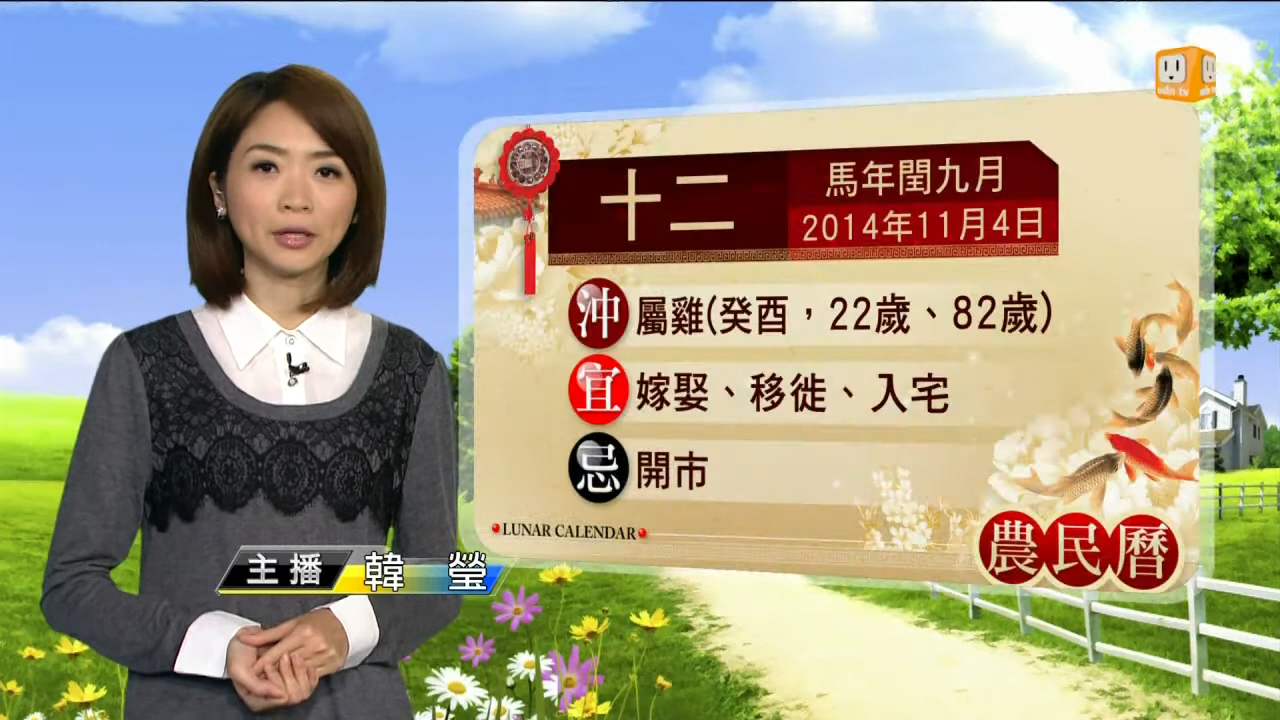 udn tv
十二
馬年閏九月
2014年11月4日
沖 屬雞(癸酉，22歲、82歲)
宜 嫁娶、移徙、入宅
忌 開市
LUNAR CALENDAR
農民曆
主播 韓瑩